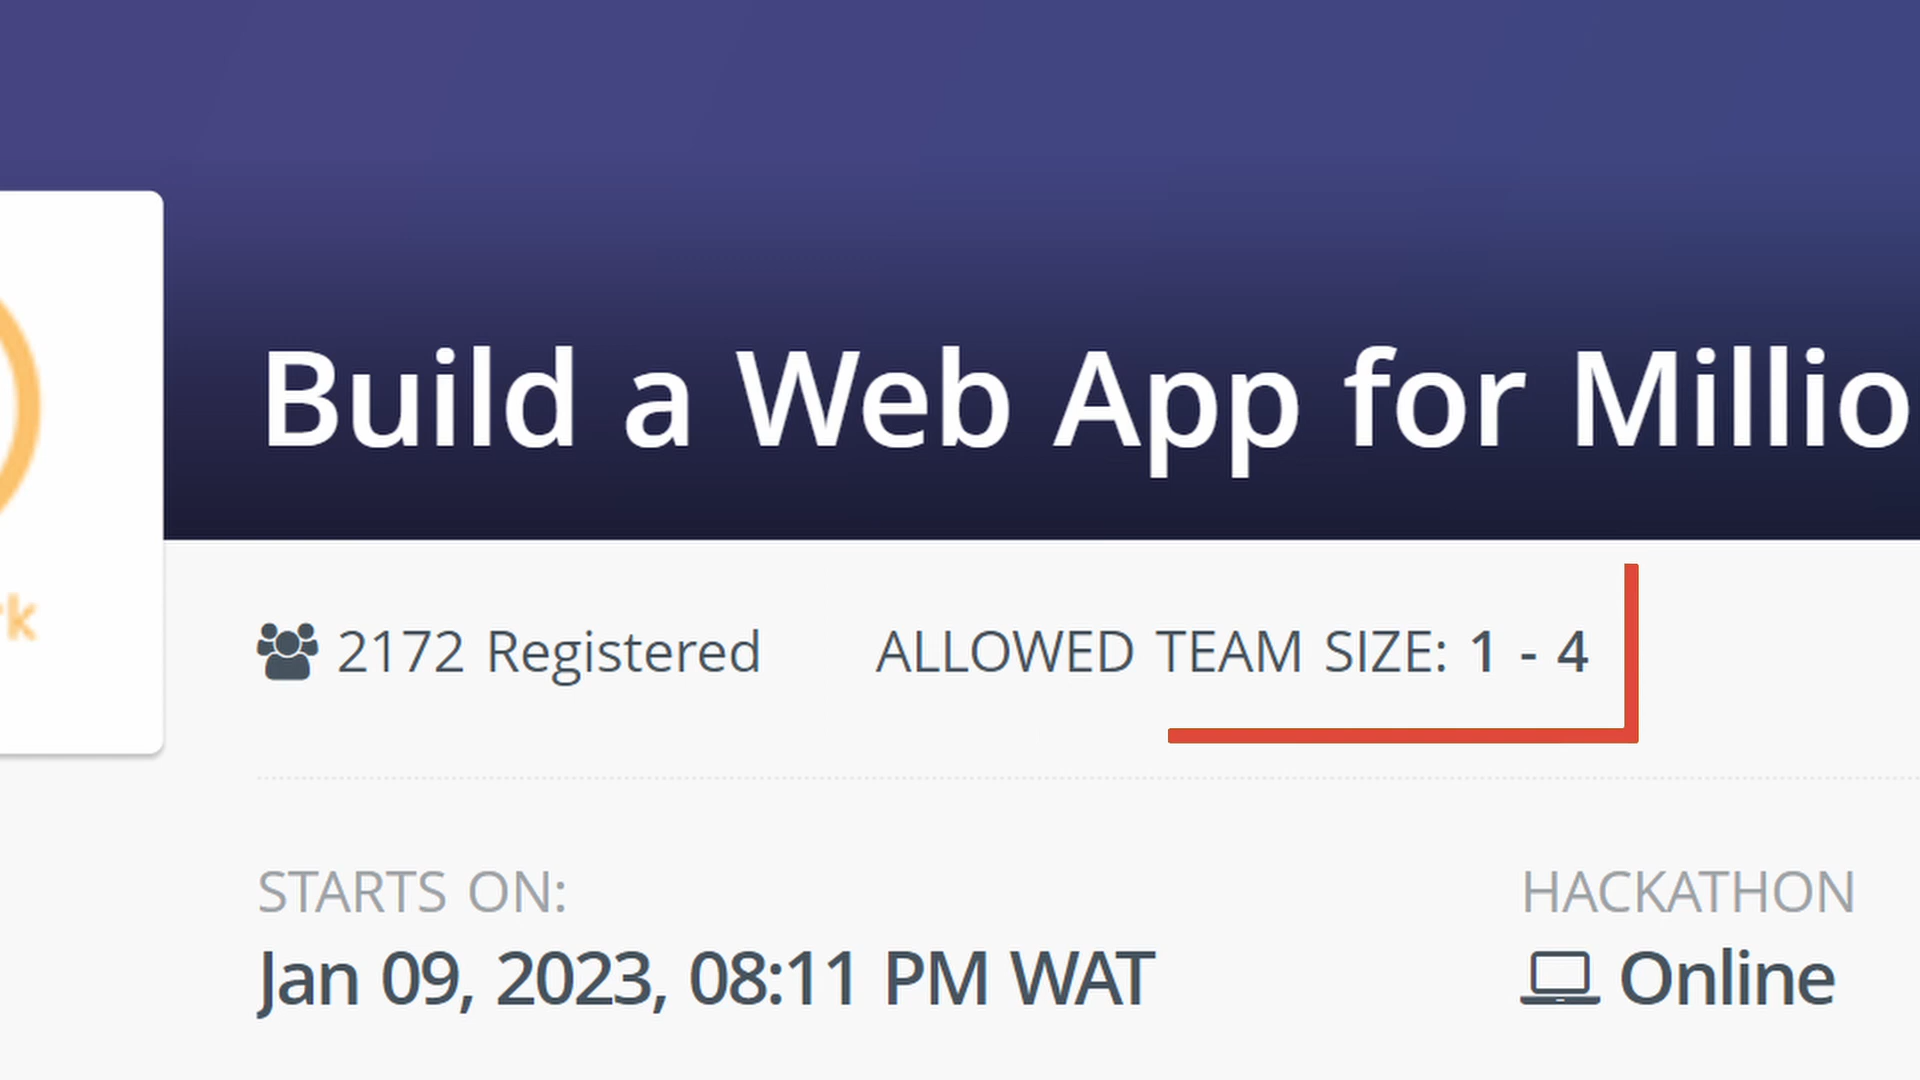 Build a Web App for Millio
rk
2172 Registered ALLOWED TEAM SIZE: 1 - 4
STARTS ON:
Jan 09, 2023, 08:11 PM WAT
HACKATHON
Online